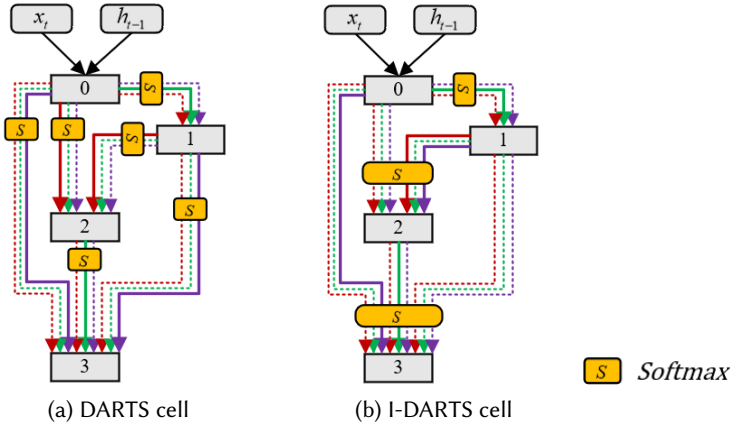 x_t h_{t−1} x_t h_{t−1}
0 S 0 S
S S S 1 1
S
S
2 2
S
S
3 3
S Softmax
(a) DARTS cell (b) I-DARTS cell